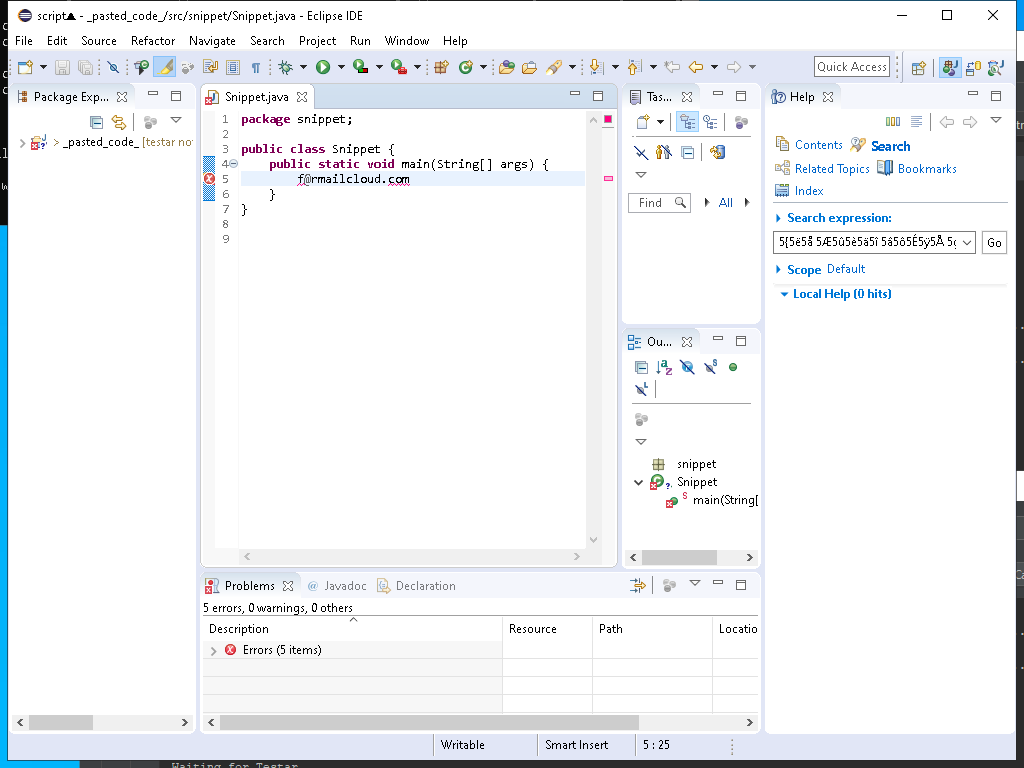 script - _pasted_code_/src/snippet/Snippet.java - Eclipse IDE
File Edit Source Refactor Navigate Search Project Run Window Help
Quick Access
Package Exp...
Snippet.java
Tas...
Help
1 package snippet;
2
3 public class Snippet {
4 public static void main(String[] args) {
5 f@rmailcloud.com
6 }
7 }
8
9
> _pasted_code_ [testar no
Find
All
Contents Search
Related Topics Bookmarks
Index
Search expression:
Go
Scope Default
Local Help (0 hits)
Ou...
snippet
Snippet
main(String[
Problems @ Javadoc Declaration
5 errors, 0 warnings, 0 others
Description Resource Path Locatio
Errors (5 items)
Writable Smart Insert 5 : 25
Waiting for Testar